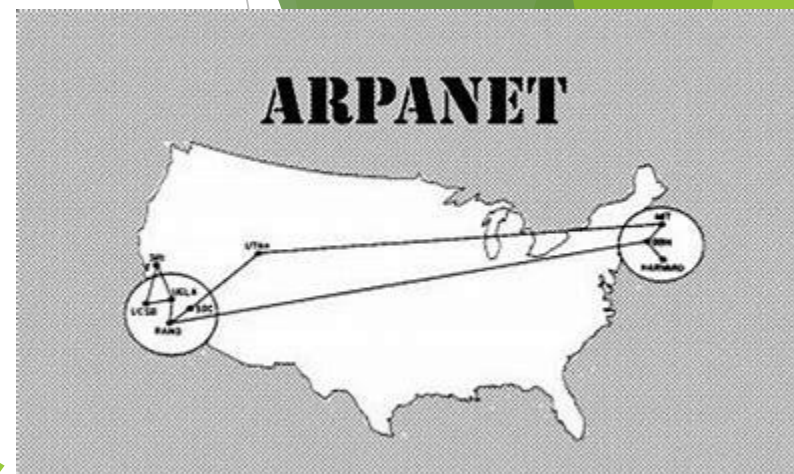 ARPANET
MIT
UTAH
BBN
SRI
HARVARD
UCLA
UCSB
SDC
RAND